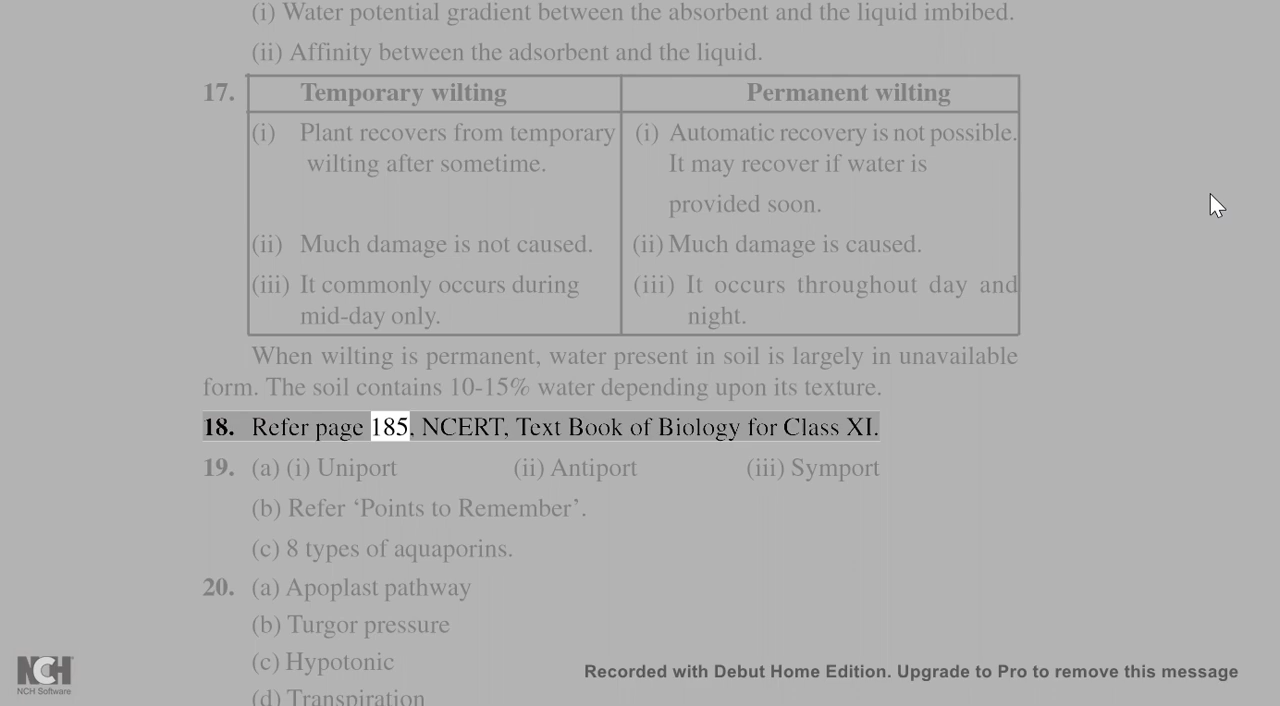 (i) Water potential gradient between the absorbent and the liquid imbibed.
(ii) Affinity between the adsorbent and the liquid.
17. Temporary wilting Permanent wilting
(i) Plant recovers from temporary (i) Automatic recovery is not possible.
wilting after sometime. It may recover if water is
provided soon.
(ii) Much damage is not caused. (ii) Much damage is caused.
(iii) It commonly occurs during (iii) It occurs throughout day and
mid-day only. night.
When wilting is permanent, water present in soil is largely in unavailable
form. The soil contains 10-15% water depending upon its texture.
18. Refer page 185, NCERT, Text Book of Biology for Class XI.
19. (a) (i) Uniport (ii) Antiport (iii) Symport
(b) Refer ‘Points to Remember’.
(c) 8 types of aquaporins.
20. (a) Apoplast pathway
(b) Turgor pressure
(c) Hypotonic
(d) Transpiration
NCH
NCH Software
Recorded with Debut Home Edition. Upgrade to Pro to remove this message